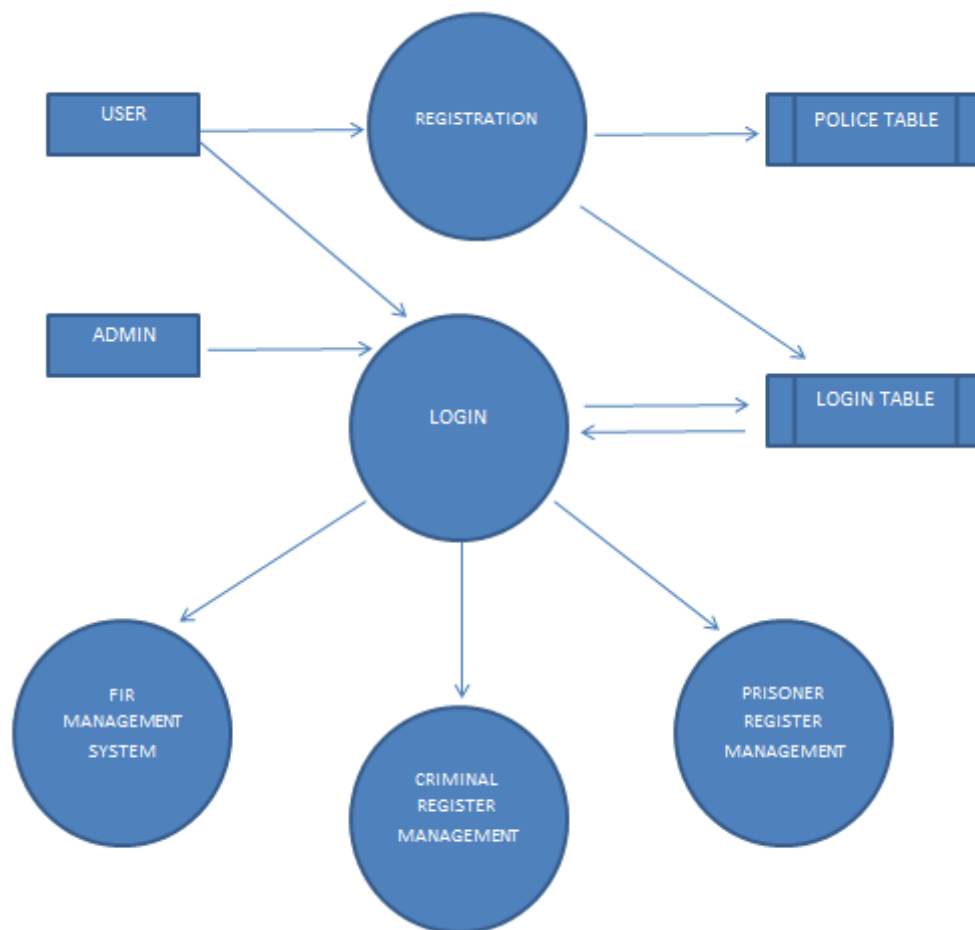 USER
REGISTRATION
POLICE TABLE
ADMIN
LOGIN
LOGIN TABLE
FIR
MANAGEMENT
SYSTEM
CRIMINAL
REGISTER
MANAGEMENT
PRISONER
REGISTER
MANAGEMENT